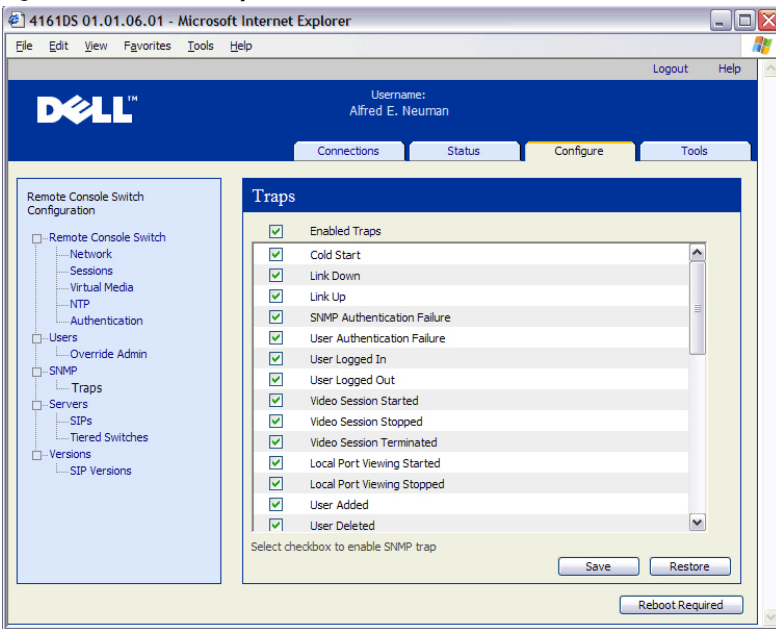 4161DS 01.01.06.01 - Microsoft Internet Explorer
File Edit View Favorites Tools Help
Logout Help
DELL™
Username:
Alfred E. Neuman
Connections Status Configure Tools
Remote Console Switch
Configuration
Remote Console Switch
Network
Sessions
Virtual Media
NTP
Authentication
Users
Override Admin
SNMP
Traps
Servers
SIPs
Tiered Switches
Versions
SIP Versions
Traps
Enabled Traps
Cold Start
Link Down
Link Up
SNMP Authentication Failure
User Authentication Failure
User Logged In
User Logged Out
Video Session Started
Video Session Stopped
Video Session Terminated
Local Port Viewing Started
Local Port Viewing Stopped
User Added
User Deleted
Select checkbox to enable SNMP trap
Save Restore
Reboot Required